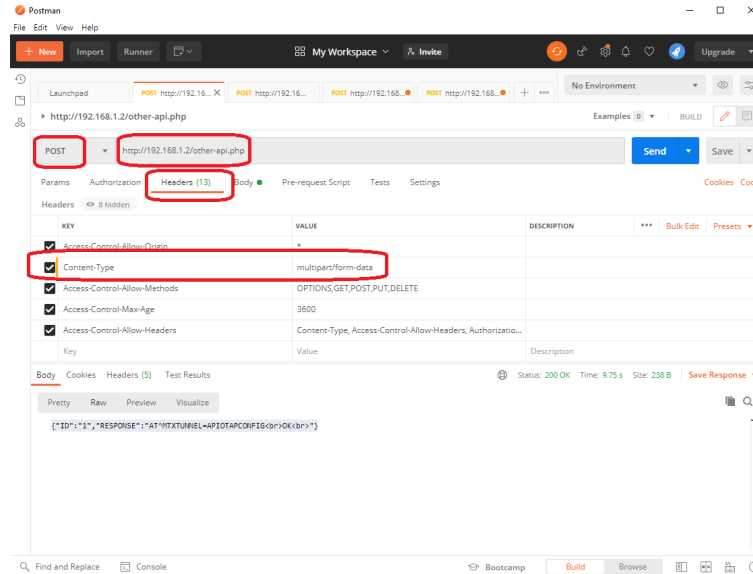 Postman
File Edit View Help
+ New Import Runner My Workspace Invite Upgrade
Launchpad POST http://192.16... POST http://192.16... POST http://192.168... POST http://192.168... No Environment
http://192.168.1.2/other-api.php Examples 0 BUILD
POST http://192.168.1.2/other-api.php Send Save
Params Authorization Headers (13) Body Pre-request Script Tests Settings Cookies
Headers 8 hidden
KEY VALUE DESCRIPTION Bulk Edit Presets
Access-Control-Allow-Origin *
Content-Type multipart/form-data
Access-Control-Allow-Methods OPTIONS,GET,POST,PUT,DELETE
Access-Control-Max-Age 3600
Access-Control-Allow-Headers Content-Type, Access-Control-Allow-Headers, Authorizatio...
Key Value Description
Body Cookies Headers (5) Test Results Status: 200 OK Time: 9.75 s Size: 238 B Save Response
Pretty Raw Preview Visualize
{"ID":"1","RESPONSE":"AT^MTXTUNNEL=APIOTAPCONFIG<br>OK<br>"}
Find and Replace Console Bootcamp Build Browse